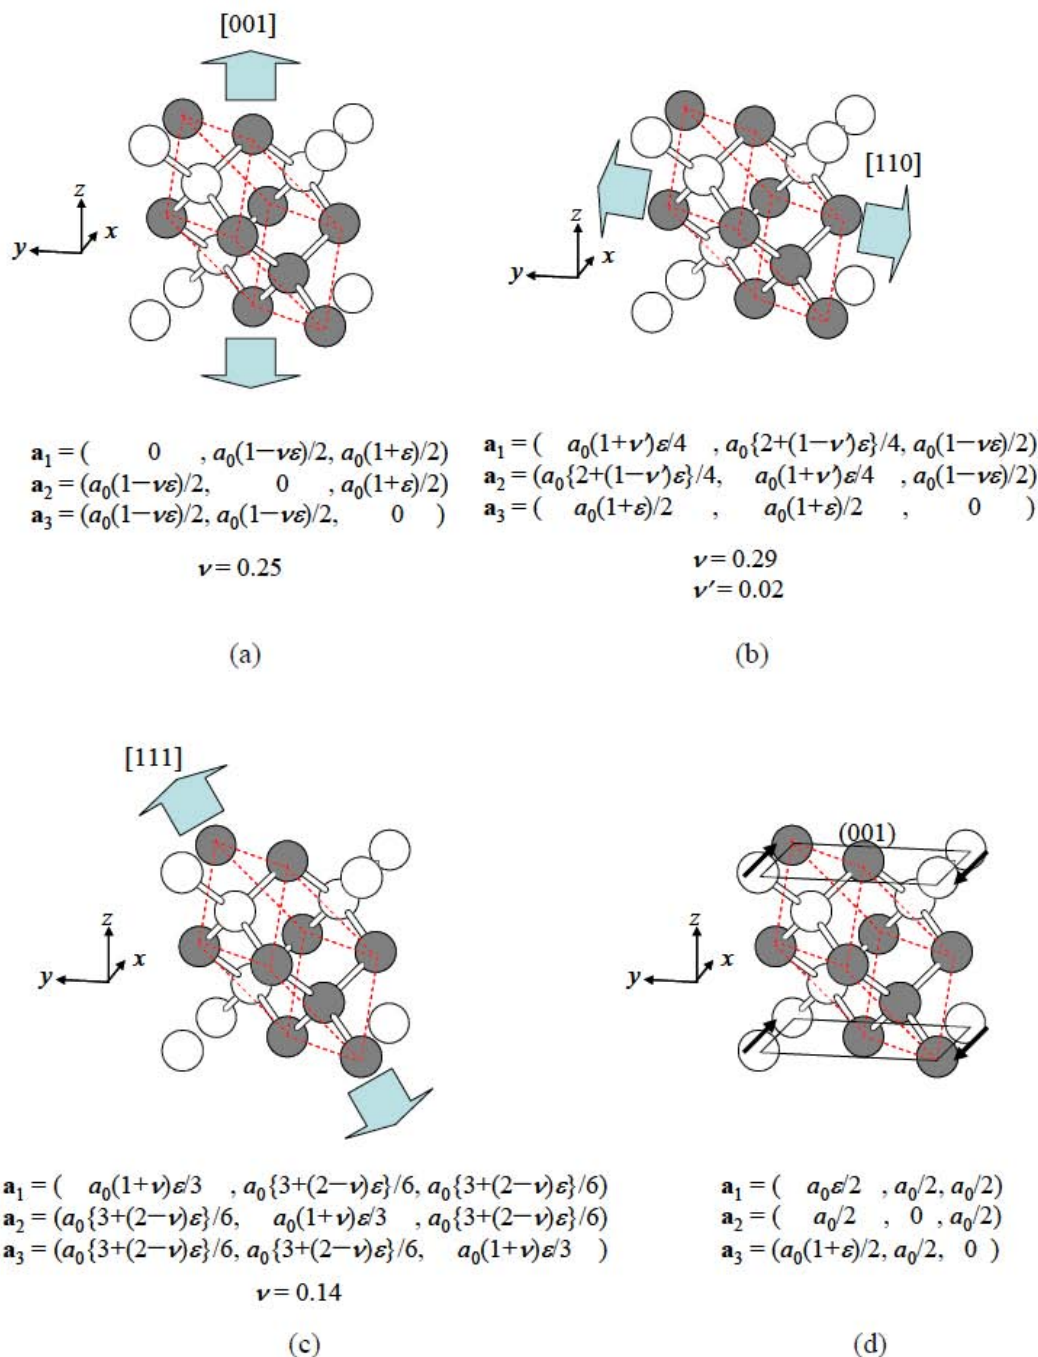 [001]
z
x
y
a₁ = ( 0 , a₀(1−νε)/2, a₀(1+ε)/2)
a₂ = (a₀(1−νε)/2, 0 , a₀(1+ε)/2)
a₃ = (a₀(1−νε)/2, a₀(1−νε)/2, 0 )
ν = 0.25
(a)
[110]
z
x
y
a₁ = ( a₀(1+ν')ε/4 , a₀{2+(1−ν')ε}/4, a₀(1−νε)/2)
a₂ = (a₀{2+(1−ν')ε}/4, a₀(1+ν')ε/4 , a₀(1−νε)/2)
a₃ = ( a₀(1+ε)/2 , a₀(1+ε)/2 , 0 )
ν = 0.29
ν' = 0.02
(b)
[111]
z
x
y
a₁ = ( a₀(1+ν)ε/3 , a₀{3+(2−ν)ε}/6, a₀{3+(2−ν)ε}/6)
a₂ = (a₀{3+(2−ν)ε}/6, a₀(1+ν)ε/3 , a₀{3+(2−ν)ε}/6)
a₃ = (a₀{3+(2−ν)ε}/6, a₀{3+(2−ν)ε}/6, a₀(1+ν)ε/3 )
ν = 0.14
(c)
(001)
z
x
y
a₁ = ( a₀ε/2 , a₀/2, a₀/2)
a₂ = ( a₀/2 , 0 , a₀/2)
a₃ = (a₀(1+ε)/2, a₀/2, 0 )
(d)